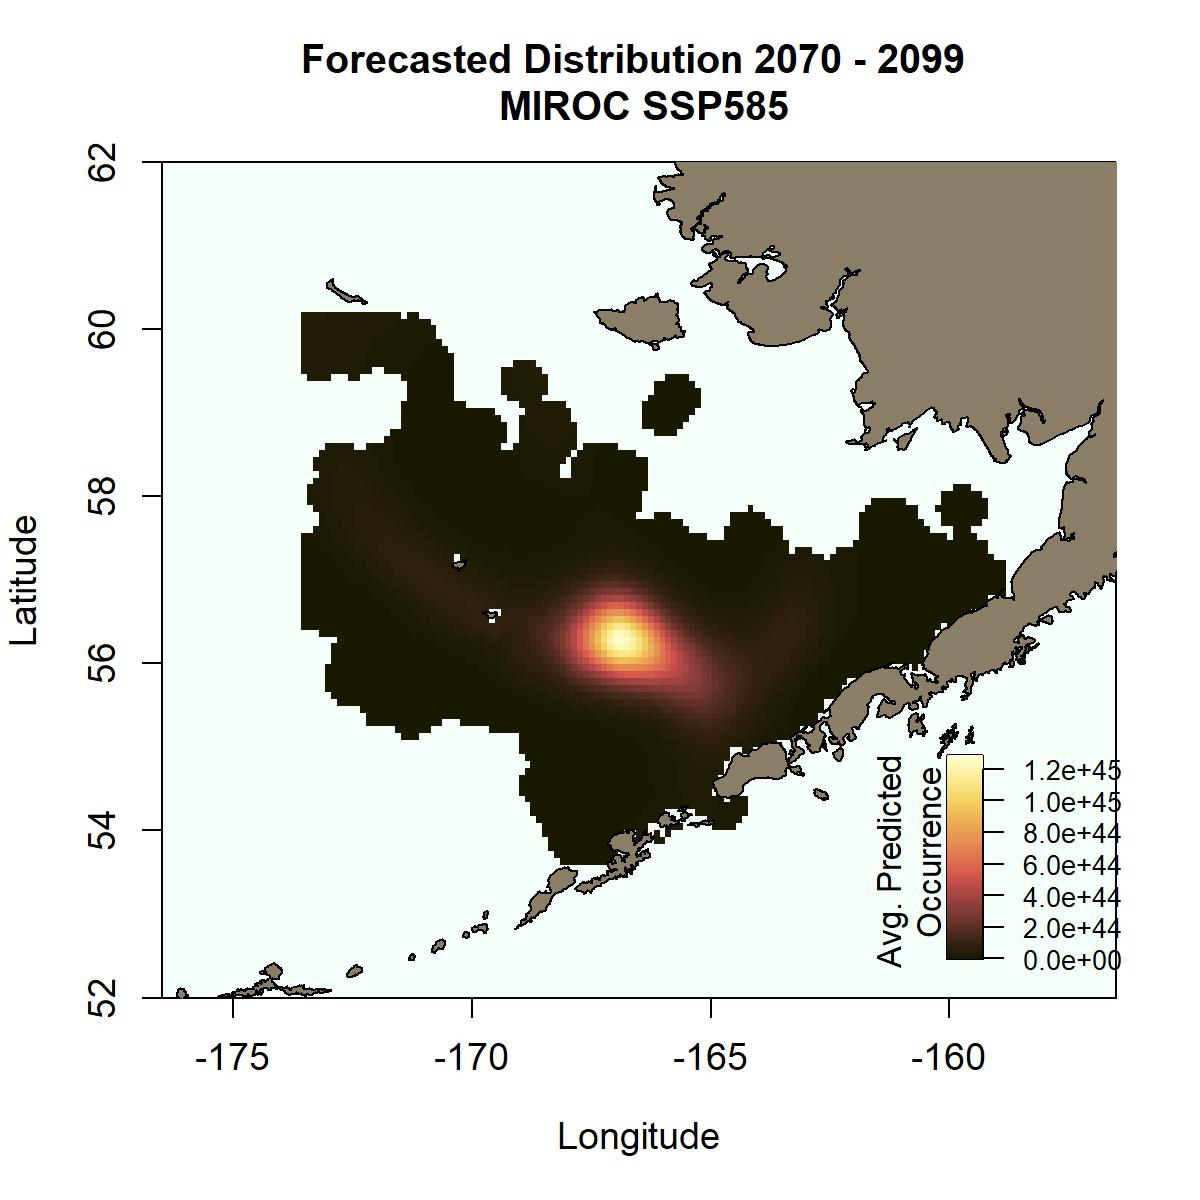 Forecasted Distribution 2070 - 2099
MIROC SSP585
62
60
58
56
54
52
Latitude
-175
-170
-165
-160
Longitude
Avg. Predicted
Occurrence
1.2e+45
1.0e+45
8.0e+44
6.0e+44
4.0e+44
2.0e+44
0.0e+00